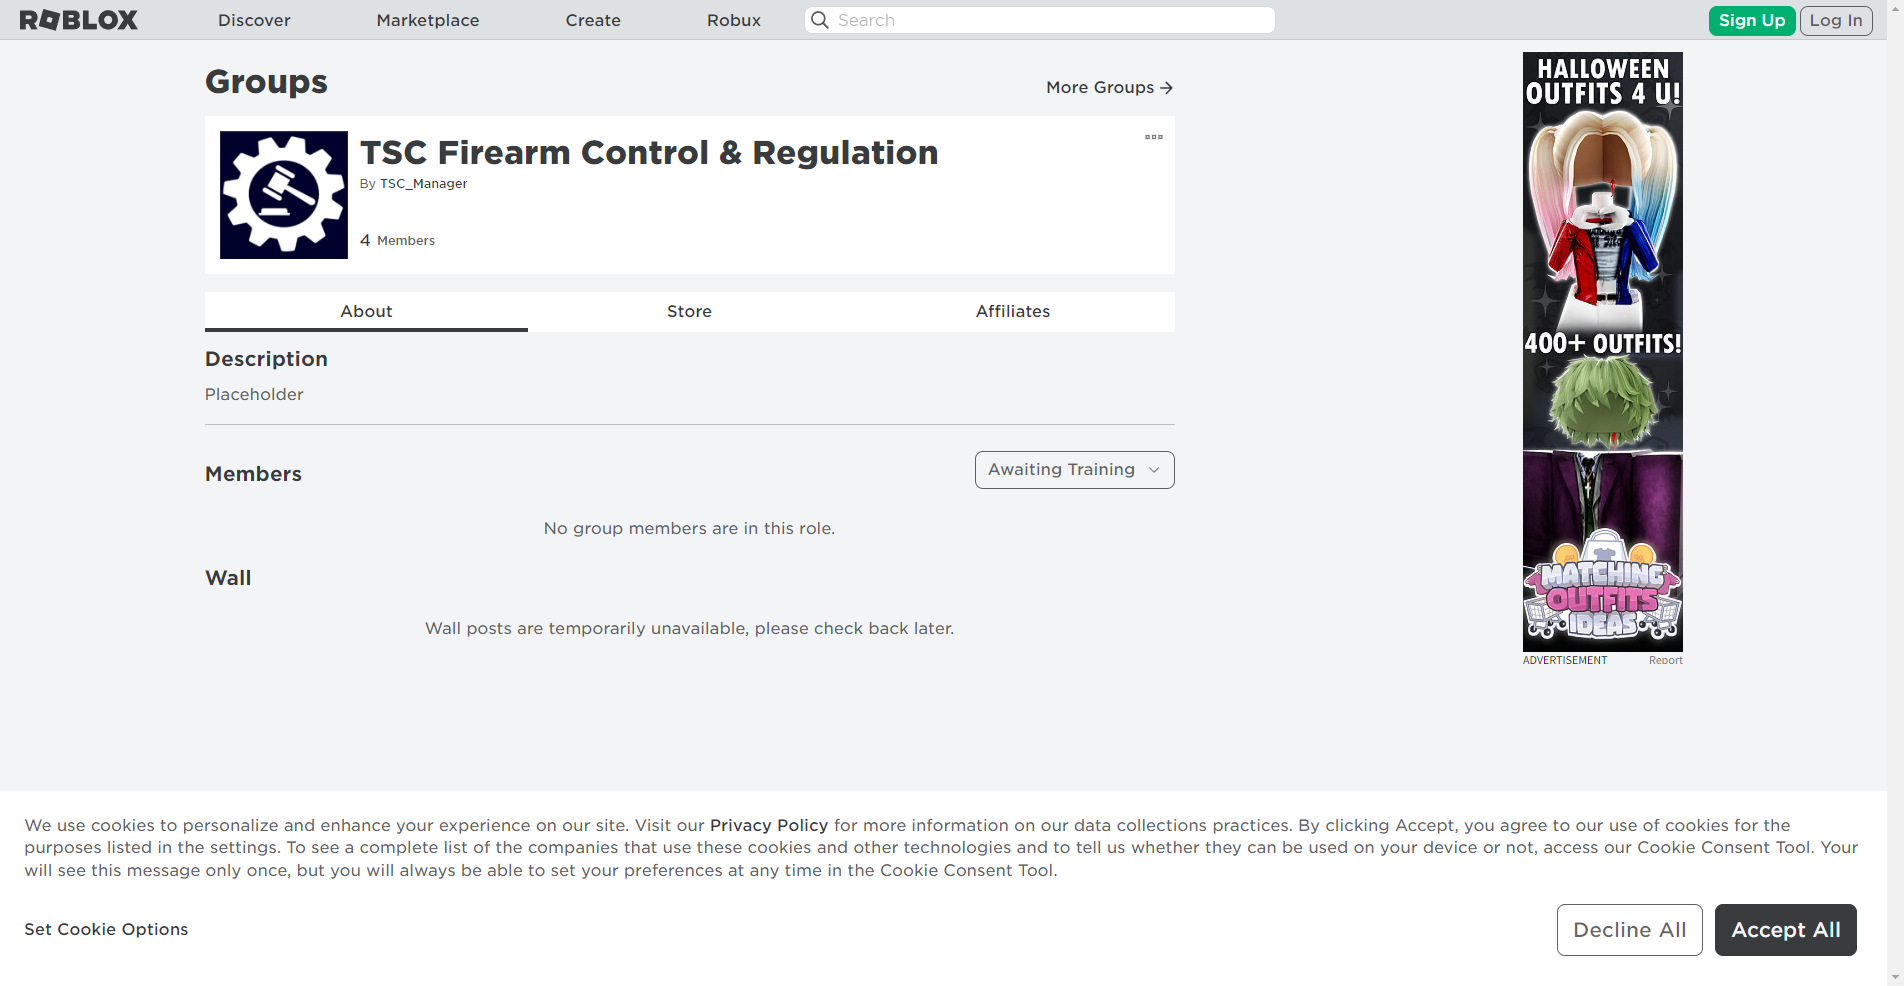 ROBLOX
Discover
Marketplace
Create
Robux
Search
Sign Up
Log In
Groups
More Groups
TSC Firearm Control & Regulation
By TSC_Manager
4 Members
About
Store
Affiliates
Description
Placeholder
Members
Awaiting Training
No group members are in this role.
Wall
Wall posts are temporarily unavailable, please check back later.
HALLOWEEN
OUTFITS 4 U!
400+ OUTFITS!
MATCHING
OUTFITS
IDEAS
ADVERTISEMENT
Report
We use cookies to personalize and enhance your experience on our site. Visit our Privacy Policy for more information on our data collections practices. By clicking Accept, you agree to our use of cookies for the
purposes listed in the settings. To see a complete list of the companies that use these cookies and other technologies and to tell us whether they can be used on your device or not, access our Cookie Consent Tool. Your
will see this message only once, but you will always be able to set your preferences at any time in the Cookie Consent Tool.
Set Cookie Options
Decline All
Accept All